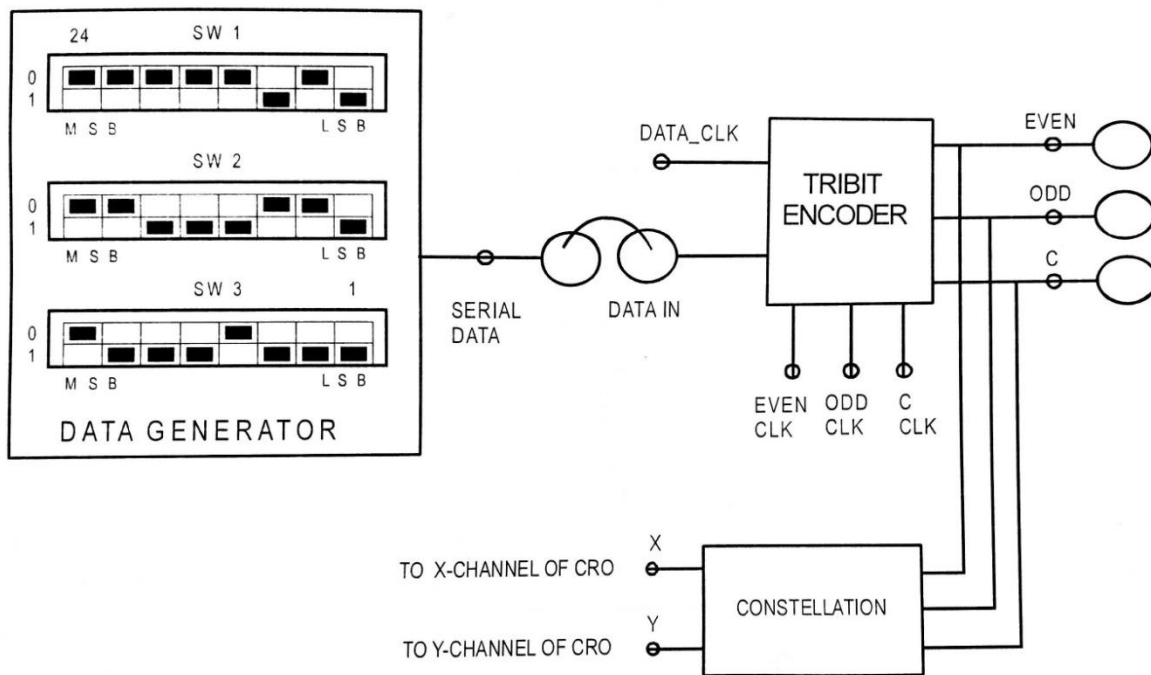 24 SW 1
0
1
M S B L S B
SW 2
0
1
M S B L S B
SW 3 1
0
1
M S B L S B
DATA GENERATOR
SERIAL
DATA
DATA IN
DATA_CLK
TRIBIT
ENCODER
EVEN
ODD
C
EVEN
CLK
ODD
CLK
C
CLK
TO X-CHANNEL OF CRO
X
TO Y-CHANNEL OF CRO
Y
CONSTELLATION